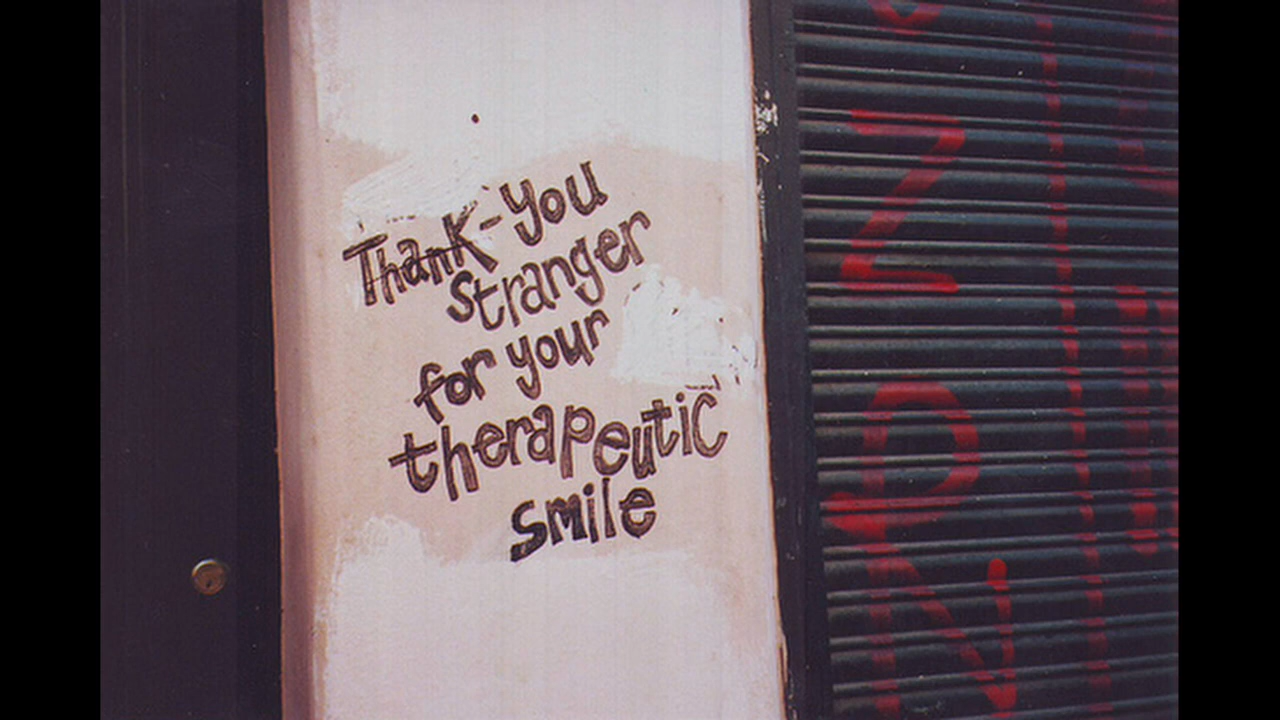 Thank-you
stranger
for your
therapeutic
smile